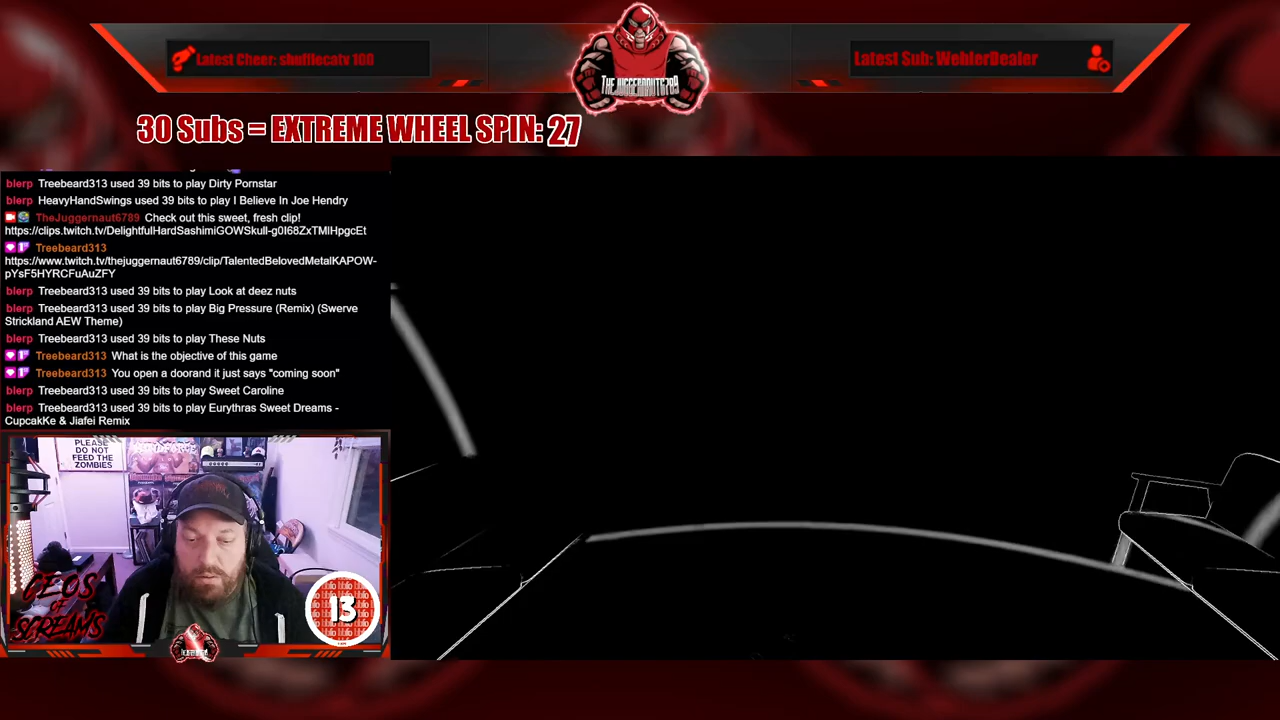 Latest Cheer: shufflecatv 100
THEJUGGERNAUT6789
Latest Sub: WehlerDealer
30 Subs = EXTREME WHEEL SPIN: 27
blerp Treebeard313 used 39 bits to play Dirty Pornstar
blerp HeavyHandSwings used 39 bits to play I Believe In Joe Hendry
TheJuggernaut6789 Check out this sweet, fresh clip!
https://clips.twitch.tv/DelightfulHardSashimiGOWSkull-g0I68ZxTMlHpgcEt
Treebeard313
https://www.twitch.tv/thejuggernaut6789/clip/TalentedBelovedMetalKAPOW-
pYsF5HYRCFuAuZFY
blerp Treebeard313 used 39 bits to play Look at deez nuts
blerp Treebeard313 used 39 bits to play Big Pressure (Remix) (Swerve
Strickland AEW Theme)
blerp Treebeard313 used 39 bits to play These Nuts
Treebeard313 What is the objective of this game
Treebeard313 You open a doorand it just says "coming soon"
blerp Treebeard313 used 39 bits to play Sweet Caroline
blerp Treebeard313 used 39 bits to play Eurythras Sweet Dreams -
CupcakKe & Jiafei Remix
PLEASE
DO NOT
FEED THE
ZOMBIES
CEOS
OF
SCREAMS
13